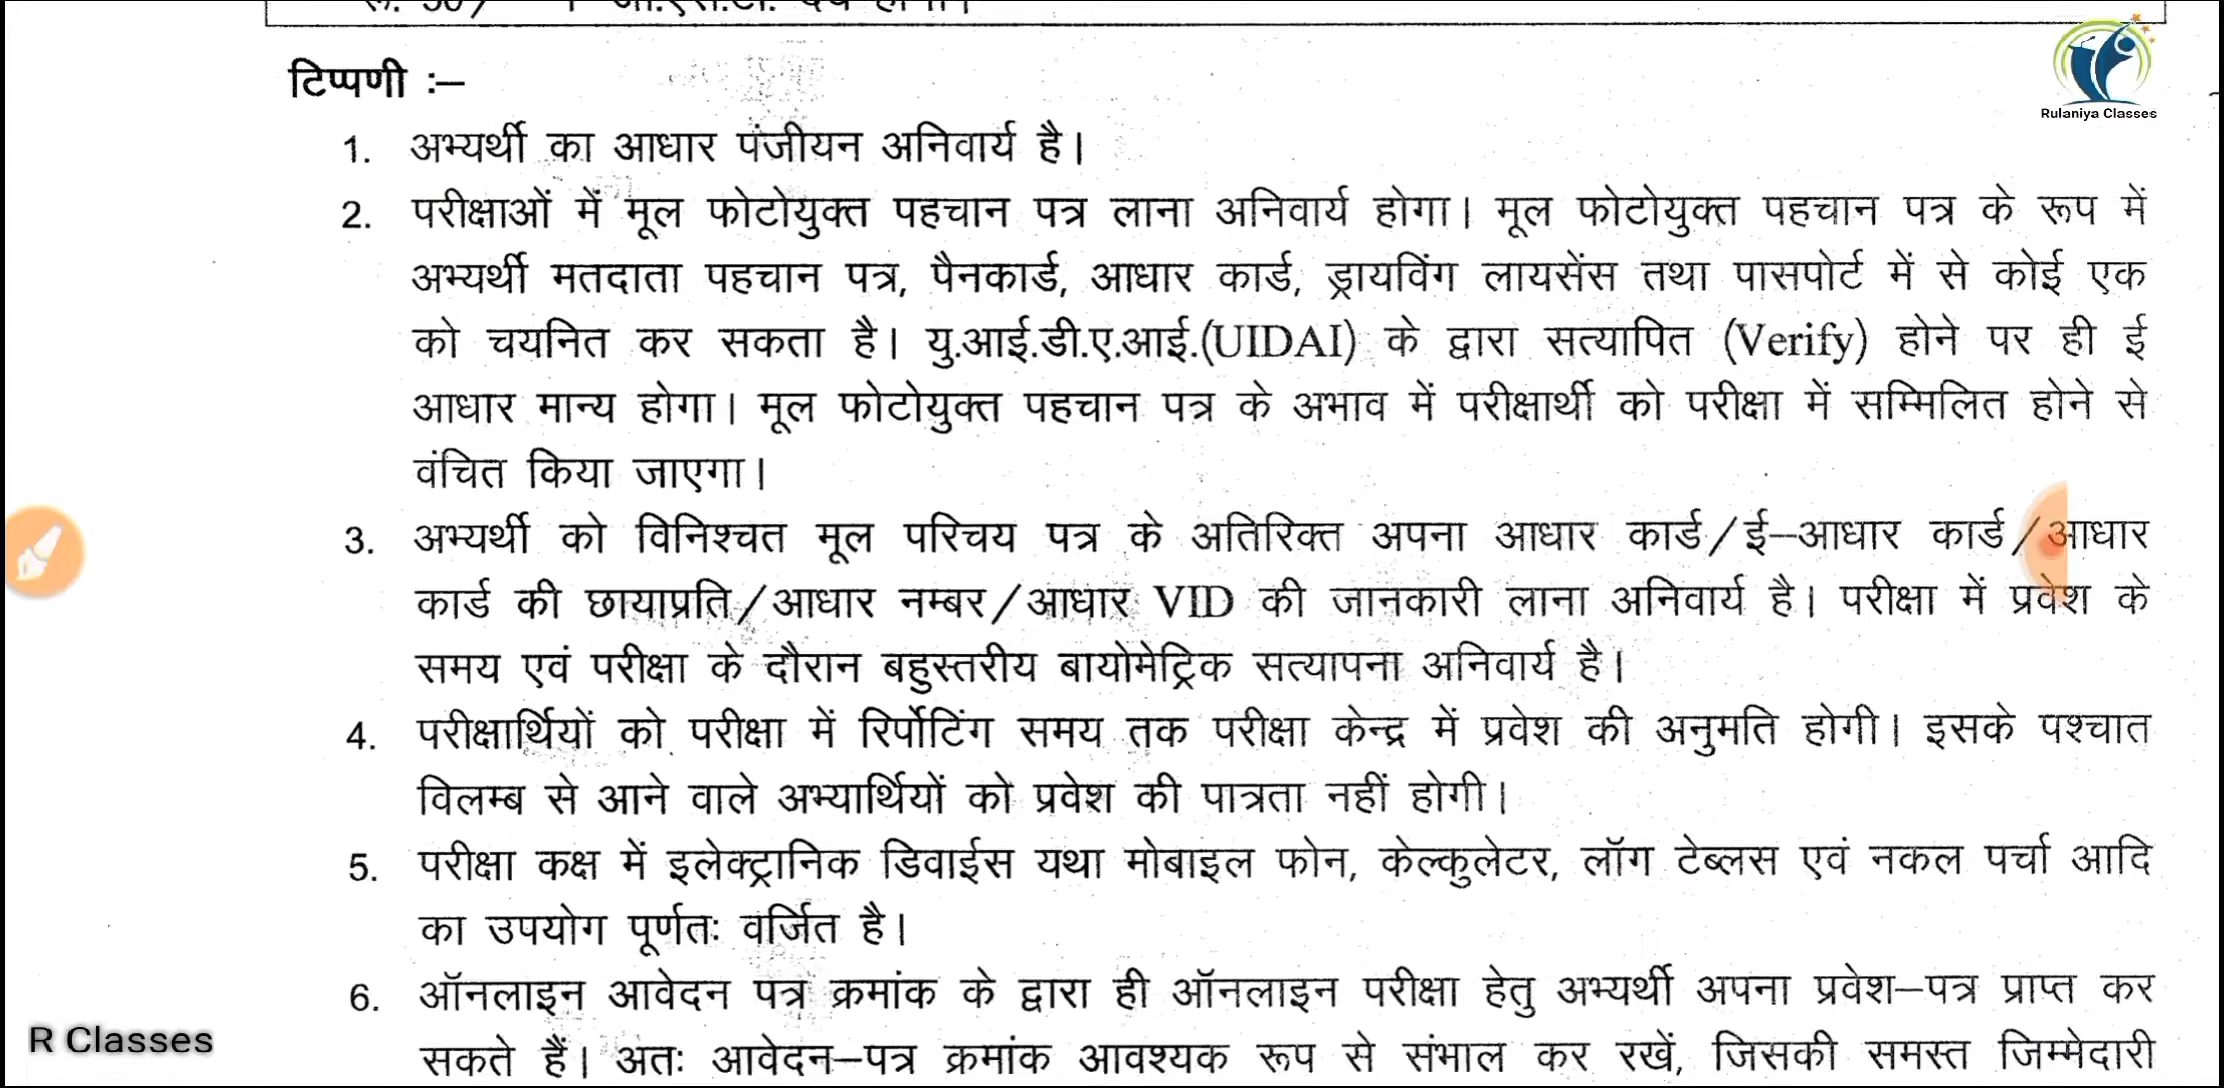 टिप्पणी :–
Rulaniya Classes
1. अभ्यर्थी का आधार पंजीयन अनिवार्य है।
2. परीक्षाओं में मूल फोटोयुक्त पहचान पत्र लाना अनिवार्य होगा। मूल फोटोयुक्त पहचान पत्र के रूप में
अभ्यर्थी मतदाता पहचान पत्र, पैनकार्ड, आधार कार्ड, ड्रायविंग लायसेंस तथा पासपोर्ट में से कोई एक
को चयनित कर सकता है। यु.आई.डी.ए.आई.(UIDAI) के द्वारा सत्यापित (Verify) होने पर ही ई
आधार मान्य होगा। मूल फोटोयुक्त पहचान पत्र के अभाव में परीक्षार्थी को परीक्षा में सम्मिलित होने से
वंचित किया जाएगा।
3. अभ्यर्थी को विनिश्चत मूल परिचय पत्र के अतिरिक्त अपना आधार कार्ड/ई–आधार कार्ड/आधार
कार्ड की छायाप्रति/आधार नम्बर/आधार VID की जानकारी लाना अनिवार्य है। परीक्षा में प्रवेश के
समय एवं परीक्षा के दौरान बहुस्तरीय बायोमेट्रिक सत्यापना अनिवार्य है।
4. परीक्षार्थियों को परीक्षा में रिर्पोटिंग समय तक परीक्षा केन्द्र में प्रवेश की अनुमति होगी। इसके पश्चात
विलम्ब से आने वाले अभ्यार्थियों को प्रवेश की पात्रता नहीं होगी।
5. परीक्षा कक्ष में इलेक्ट्रानिक डिवाईस यथा मोबाइल फोन, केल्कुलेटर, लॉग टेब्लस एवं नकल पर्चा आदि
का उपयोग पूर्णतः वर्जित है।
6. ऑनलाइन आवेदन पत्र क्रमांक के द्वारा ही ऑनलाइन परीक्षा हेतु अभ्यर्थी अपना प्रवेश–पत्र प्राप्त कर
सकते हैं। अतः आवेदन–पत्र क्रमांक आवश्यक रूप से संभाल कर रखें, जिसकी समस्त जिम्मेदारी
R Classes